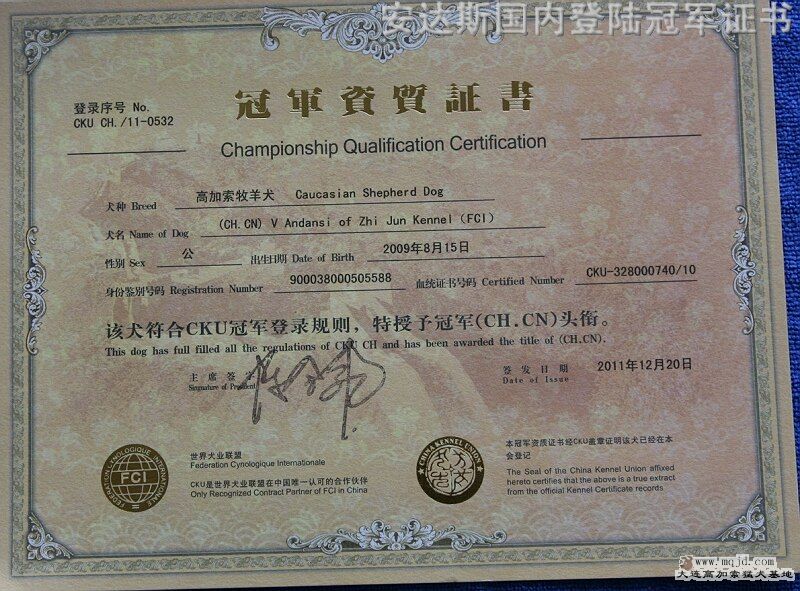 安达斯国内登陆冠军证书
登录序号 No.
CKU CH./11-0532
冠軍資質証書
Championship Qualification Certification
犬种 Breed 高加索牧羊犬 Caucasian Shepherd Dog
犬名 Name of Dog (CH.CN) V Andansi of Zhi Jun Kennel (FCI)
性别 Sex 公 出生日期 Date of Birth 2009年8月15日
身份鉴别号码 Registration Number 900038000505588 血统证书号码 Certified Number CKU-328000740/10
该犬符合CKU冠军登录规则，特授予冠军(CH.CN)头衔。
This dog has full filled all the regulations of CKU CH and has been awarded the title of (CH.CN).
主席签
Singnature of President
签发日期 2011年12月20日
Date of Issue
FEDERATION CYNOLOGIQUE INTERNATIONALE
FCI
世界犬业联盟
Federation Cynologique Internationale
CKU是世界犬业联盟在中国唯一认可的合作伙伴
Only Recognized Contract Partner of FCI in China
CHINA KENNEL UNION
本冠军资质证书经CKU盖章证明该犬已经在本
会登记
The Seal of the China Kennel Union affixed
hereto certifies that the above is a true extract
from the official Kennel Certificate records
www.mqjd.com
大连高加索猛犬基地